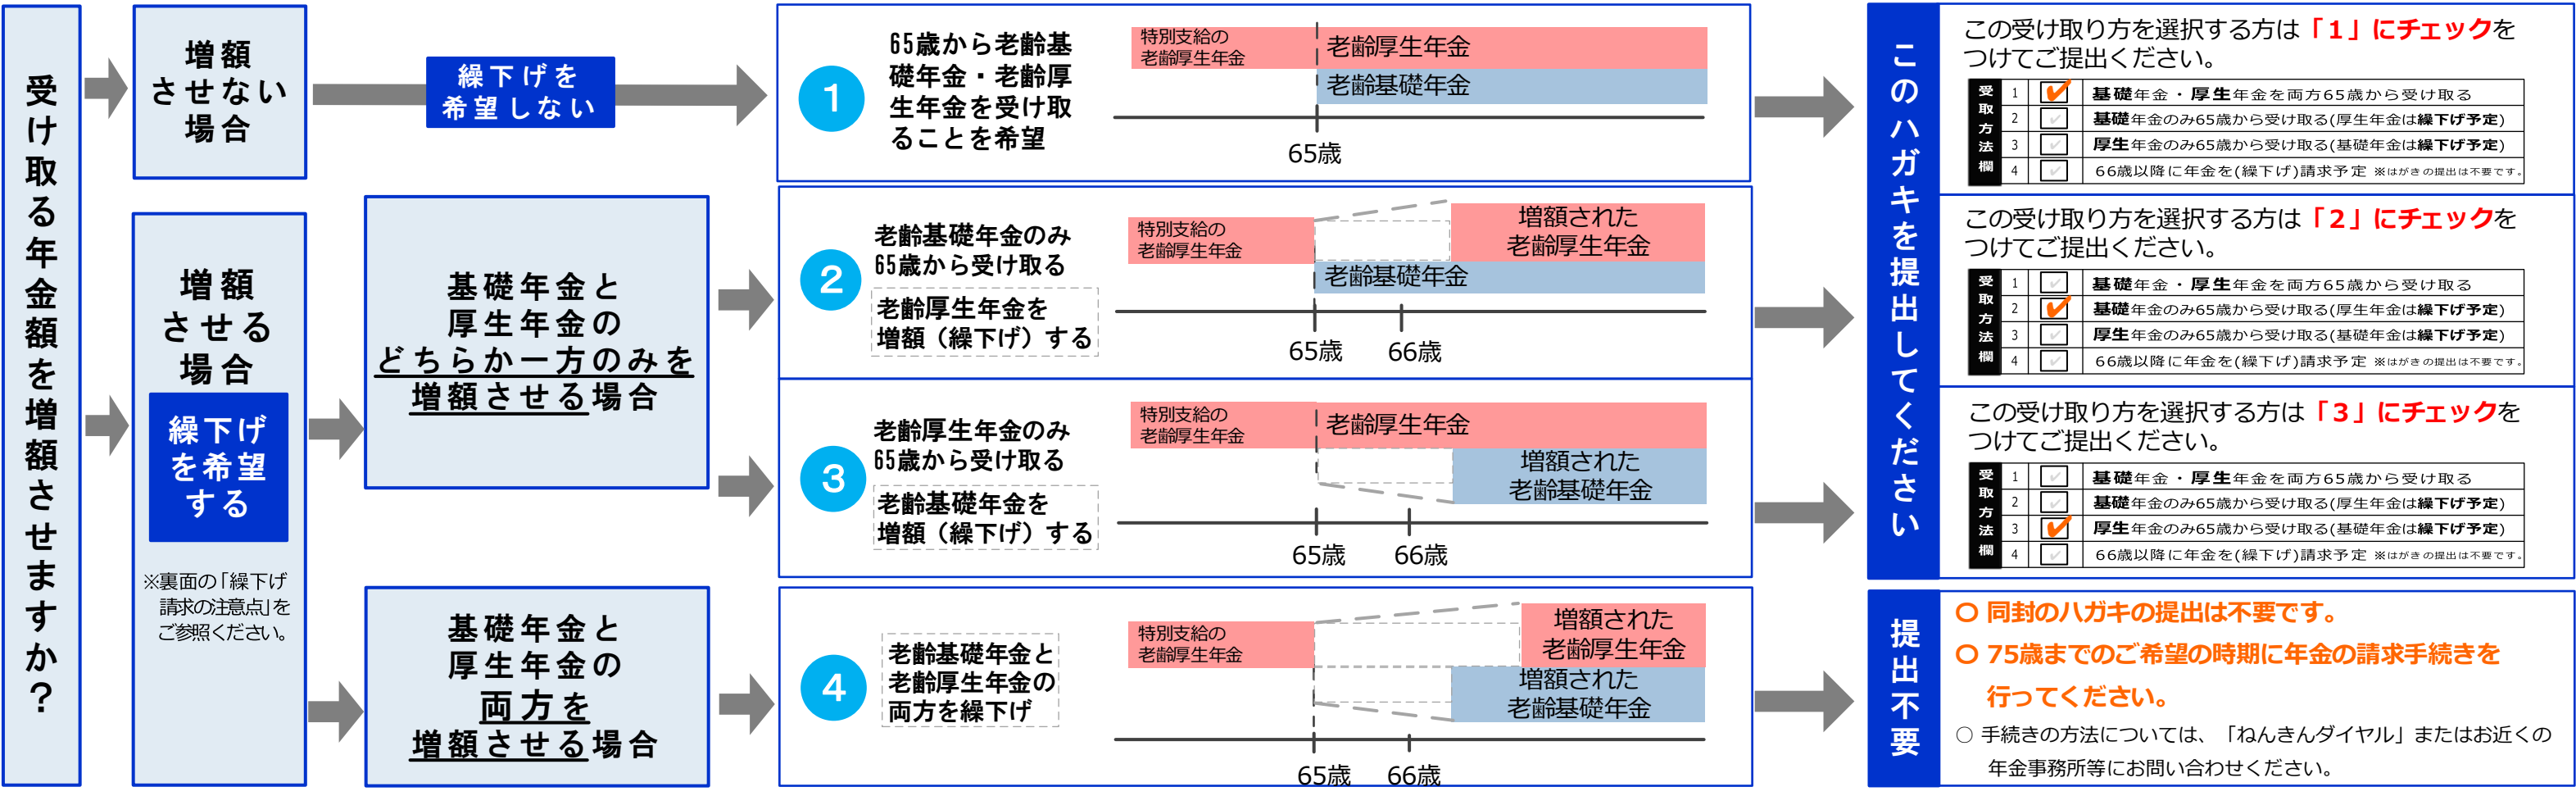 受け取る年金額を増額させますか？
増額
させない
場合
繰下げを
希望しない
増額
させる
場合
繰下げ
を希望
する
※裏面の「繰下げ
請求の注意点」を
ご参照ください。
基礎年金と
厚生年金の
どちらか一方のみを
増額させる場合
基礎年金と
厚生年金の
両方を
増額させる場合
1
65歳から老齢基
礎年金・老齢厚
生年金を受け取
ることを希望
特別支給の
老齢厚生年金
老齢厚生年金
老齢基礎年金
65歳
2
老齢基礎年金のみ
65歳から受け取る
老齢厚生年金を
増額（繰下げ）する
特別支給の
老齢厚生年金
増額された
老齢厚生年金
老齢基礎年金
65歳 66歳
3
老齢厚生年金のみ
65歳から受け取る
老齢基礎年金を
増額（繰下げ）する
特別支給の
老齢厚生年金
老齢厚生年金
増額された
老齢基礎年金
65歳 66歳
4
老齢基礎年金と
老齢厚生年金の
両方を繰下げ
特別支給の
老齢厚生年金
増額された
老齢厚生年金
増額された
老齢基礎年金
65歳 66歳
このハガキを提出してください
この受け取り方を選択する方は「１」にチェックを
つけてご提出ください。
受取方法欄
1 ✔ 基礎年金・厚生年金を両方65歳から受け取る
2 ✓ 基礎年金のみ65歳から受け取る(厚生年金は繰下げ予定)
3 ✓ 厚生年金のみ65歳から受け取る(基礎年金は繰下げ予定)
4 ✓ 66歳以降に年金を(繰下げ)請求予定 ※はがきの提出は不要です。
この受け取り方を選択する方は「２」にチェックを
つけてご提出ください。
受取方法欄
1 ✓ 基礎年金・厚生年金を両方65歳から受け取る
2 ✔ 基礎年金のみ65歳から受け取る(厚生年金は繰下げ予定)
3 ✓ 厚生年金のみ65歳から受け取る(基礎年金は繰下げ予定)
4 ✓ 66歳以降に年金を(繰下げ)請求予定 ※はがきの提出は不要です。
この受け取り方を選択する方は「３」にチェックを
つけてご提出ください。
受取方法欄
1 ✓ 基礎年金・厚生年金を両方65歳から受け取る
2 ✓ 基礎年金のみ65歳から受け取る(厚生年金は繰下げ予定)
3 ✔ 厚生年金のみ65歳から受け取る(基礎年金は繰下げ予定)
4 ✓ 66歳以降に年金を(繰下げ)請求予定 ※はがきの提出は不要です。
提出不要
〇 同封のハガキの提出は不要です。
〇 75歳までのご希望の時期に年金の請求手続きを
行ってください。
○ 手続きの方法については、「ねんきんダイヤル」またはお近くの
年金事務所等にお問い合わせください。